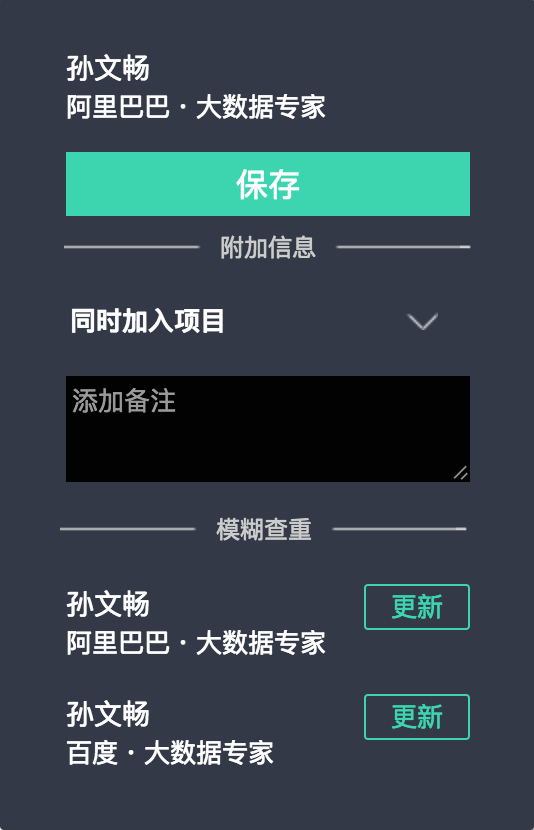 孙文畅
阿里巴巴·大数据专家
保存
附加信息
同时加入项目
添加备注
模糊查重
孙文畅
更新
阿里巴巴·大数据专家
孙文畅
更新
百度·大数据专家